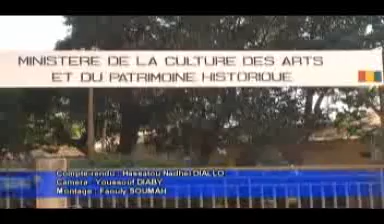 MINISTERE DE LA CULTURE DES ARTS
ET DU PATRIMOINE HISTORIQUE
Compte rendu : Hassatou Nadhel DIALLO
Camera : Youssouf DIABY
Montage : Faouly SOUMAH